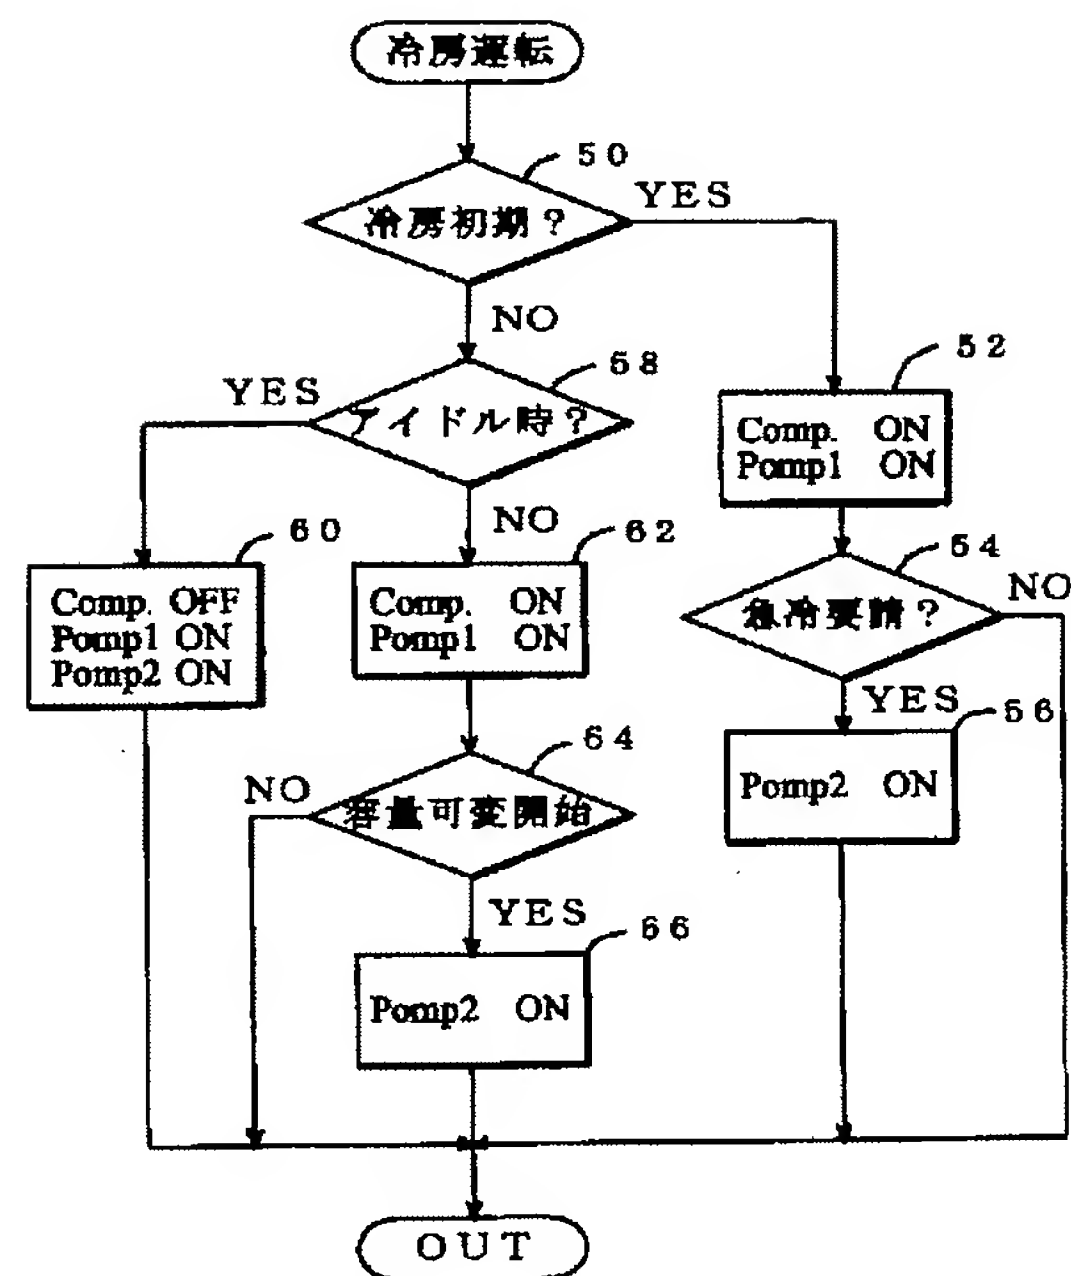 冷房運転
50
冷房初期？
YES
NO
58
アイドル時？
YES
NO
52
Comp. ON
Pomp1 ON
60
Comp. OFF
Pomp1 ON
Pomp2 ON
62
Comp. ON
Pomp1 ON
54
急冷要請？
NO
YES
56
Pomp2 ON
64
容量可変開始
NO
YES
66
Pomp2 ON
OUT